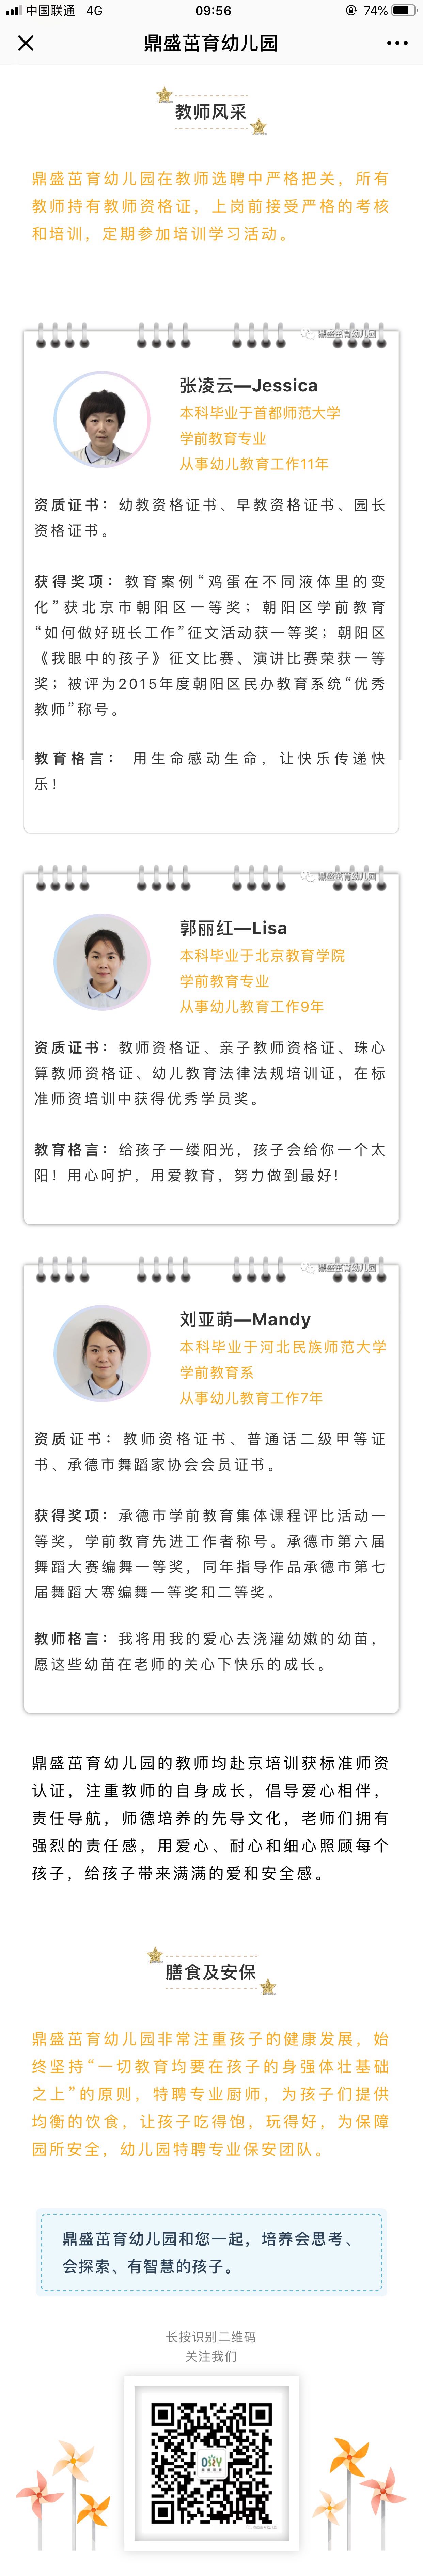 中国联通 4G 09:56 74%
鼎盛茁育幼儿园
教师风采
鼎盛茁育幼儿园在教师选聘中严格把关，所有
教师持有教师资格证，上岗前接受严格的考核
和培训，定期参加培训学习活动。
鼎盛茁育幼儿园
张凌云—Jessica
本科毕业于首都师范大学
学前教育专业
从事幼儿教育工作11年
资质证书：幼教资格证书、早教资格证书、园长
资格证书。
获得奖项：教育案例“鸡蛋在不同液体里的变
化”获北京市朝阳区一等奖；朝阳区学前教育
“如何做好班长工作”征文活动获一等奖；朝阳区
《我眼中的孩子》征文比赛、演讲比赛荣获一等
奖；被评为2015年度朝阳区民办教育系统“优秀
教师”称号。
教育格言： 用生命感动生命，让快乐传递快
乐！
鼎盛茁育幼儿园
郭丽红—Lisa
本科毕业于北京教育学院
学前教育专业
从事幼儿教育工作9年
资质证书：教师资格证、亲子教师资格证、珠心
算教师资格证、幼儿教育法律法规培训证，在标
准师资培训中获得优秀学员奖。
教育格言：给孩子一缕阳光，孩子会给你一个太
阳！用心呵护，用爱教育，努力做到最好!
鼎盛茁育幼儿园
刘亚萌—Mandy
本科毕业于河北民族师范大学
学前教育系
从事幼儿教育工作7年
资质证书：教师资格证书、普通话二级甲等证
书、承德市舞蹈家协会会员证书。
获得奖项：承德市学前教育集体课程评比活动一
等奖，学前教育先进工作者称号。承德市第六届
舞蹈大赛编舞一等奖，同年指导作品承德市第七
届舞蹈大赛编舞一等奖和二等奖。
教师格言：我将用我的爱心去浇灌幼嫩的幼苗，
愿这些幼苗在老师的关心下快乐的成长。
鼎盛茁育幼儿园的教师均赴京培训获标准师资
认证，注重教师的自身成长，倡导爱心相伴，
责任导航，师德培养的先导文化，老师们拥有
强烈的责任感，用爱心、耐心和细心照顾每个
孩子，给孩子带来满满的爱和安全感。
膳食及安保
鼎盛茁育幼儿园非常注重孩子的健康发展，始
终坚持“一切教育均要在孩子的身强体壮基础
之上”的原则，特聘专业厨师，为孩子们提供
均衡的饮食，让孩子吃得饱，玩得好，为保障
园所安全，幼儿园特聘专业保安团队。
鼎盛茁育幼儿园和您一起，培养会思考、
会探索、有智慧的孩子。
长按识别二维码
关注我们